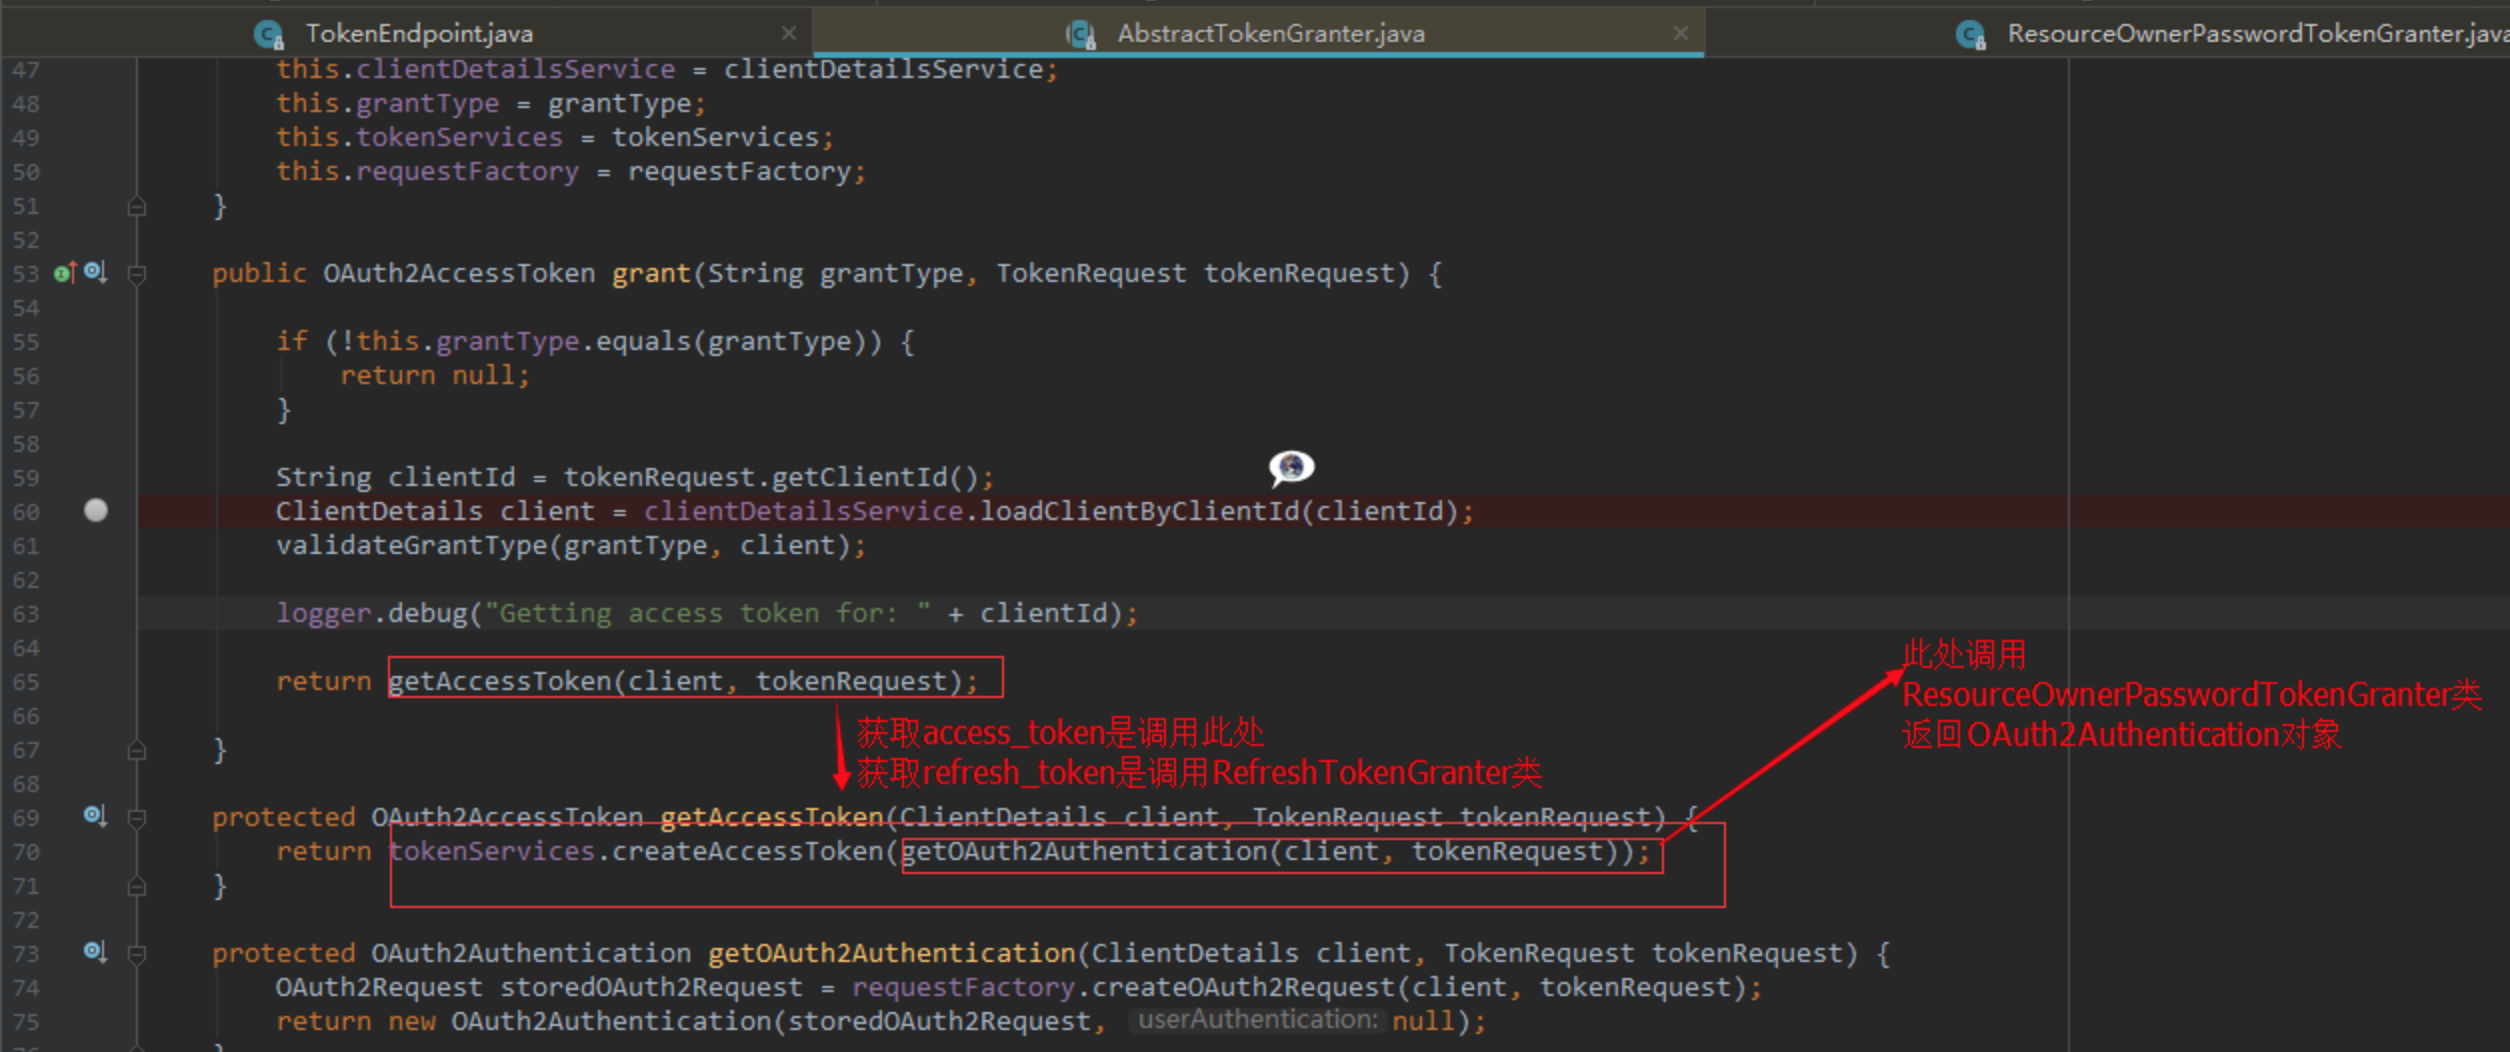 TokenEndpoint.java
AbstractTokenGranter.java
ResourceOwnerPasswordTokenGranter.java
47 this.clientDetailsService = clientDetailsService;
48 this.grantType = grantType;
49 this.tokenServices = tokenServices;
50 this.requestFactory = requestFactory;
51 }
52
53 public OAuth2AccessToken grant(String grantType, TokenRequest tokenRequest) {
54
55 if (!this.grantType.equals(grantType)) {
56 return null;
57 }
58
59 String clientId = tokenRequest.getClientId();
60 ClientDetails client = clientDetailsService.loadClientByClientId(clientId);
61 validateGrantType(grantType, client);
62
63 logger.debug("Getting access token for: " + clientId);
64
65 return getAccessToken(client, tokenRequest);
66
67 }
68
此处调用
ResourceOwnerPasswordTokenGranter类
返回OAuth2Authentication对象
获取access_token是调用此处
获取refresh_token是调用RefreshTokenGranter类
69 protected OAuth2AccessToken getAccessToken(ClientDetails client, TokenRequest tokenRequest) {
70 return tokenServices.createAccessToken(getOAuth2Authentication(client, tokenRequest));
71 }
72
73 protected OAuth2Authentication getOAuth2Authentication(ClientDetails client, TokenRequest tokenRequest) {
74 OAuth2Request storedOAuth2Request = requestFactory.createOAuth2Request(client, tokenRequest);
75 return new OAuth2Authentication(storedOAuth2Request, userAuthentication: null);